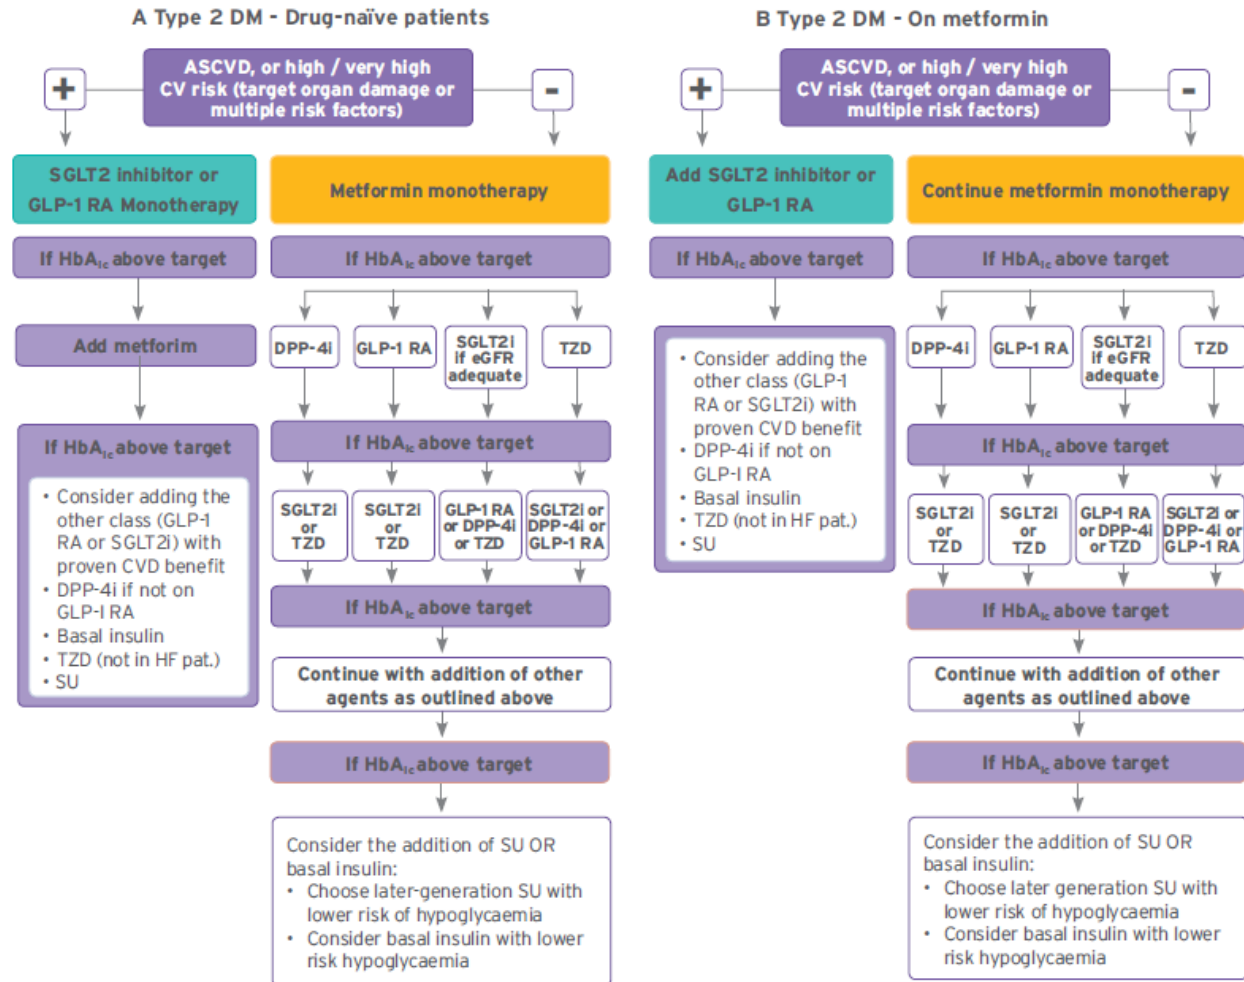 A Type 2 DM - Drug-naïve patients
ASCVD, or high / very high
CV risk (target organ damage or
multiple risk factors)
+
-
SGLT2 inhibitor or
GLP-1 RA Monotherapy
If HbA1c above target
Add metforim
If HbA1c above target
• Consider adding the
other class (GLP-1
RA or SGLT2i) with
proven CVD benefit
• DPP-4i if not on
GLP-I RA
• Basal insulin
• TZD (not in HF pat.)
• SU
Metformin monotherapy
If HbA1c above target
DPP-4i
GLP-1 RA
SGLT2i
if eGFR
adequate
TZD
If HbA1c above target
SGLT2i
or
TZD
SGLT2i
or
TZD
GLP-1 RA
or DPP-4i
or TZD
SGLT2i or
DPP-4i or
GLP-1 RA
If HbA1c above target
Continue with addition of other
agents as outlined above
If HbA1c above target
Consider the addition of SU OR
basal insulin:
• Choose later-generation SU with
lower risk of hypoglycaemia
• Consider basal insulin with lower
risk hypoglycaemia
B Type 2 DM - On metformin
ASCVD, or high / very high
CV risk (target organ damage or
multiple risk factors)
+
-
Add SGLT2 inhibitor or
GLP-1 RA
If HbA1c above target
• Consider adding the
other class (GLP-1
RA or SGLT2i) with
proven CVD benefit
• DPP-4i if not on
GLP-I RA
• Basal insulin
• TZD (not in HF pat.)
• SU
Continue metformin monotherapy
If HbA1c above target
DPP-4i
GLP-1 RA
SGLT2i
if eGFR
adequate
TZD
If HbA1c above target
SGLT2i
or
TZD
SGLT2i
or
TZD
GLP-1 RA
or DPP-4i
or TZD
SGLT2i or
DPP-4i or
GLP-1 RA
If HbA1c above target
Continue with addition of other
agents as outlined above
If HbA1c above target
Consider the addition of SU OR
basal insulin:
• Choose later generation SU with
lower risk of hypoglycaemia
• Consider basal insulin with lower
risk hypoglycaemia